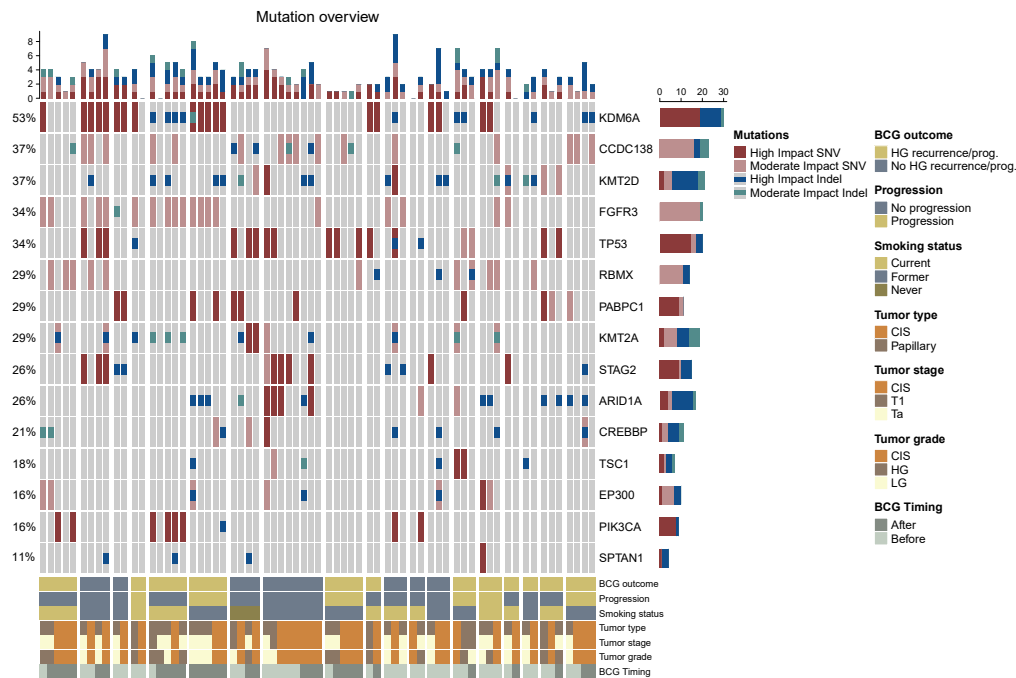 Mutation overview
8
6
4
2
0
0 10 20 30
53% KDM6A
37% CCDC138
37% KMT2D
34% FGFR3
34% TP53
29% RBMX
29% PABPC1
29% KMT2A
26% STAG2
26% ARID1A
21% CREBBP
18% TSC1
16% EP300
16% PIK3CA
11% SPTAN1
BCG outcome
Progression
Smoking status
Tumor type
Tumor stage
Tumor grade
BCG Timing
Mutations
High Impact SNV
Moderate Impact SNV
High Impact Indel
Moderate Impact Indel
BCG outcome
HG recurrence/prog.
No HG recurrence/prog.
Progression
No progression
Progression
Smoking status
Current
Former
Never
Tumor type
CIS
Papillary
Tumor stage
CIS
T1
Ta
Tumor grade
CIS
HG
LG
BCG Timing
After
Before